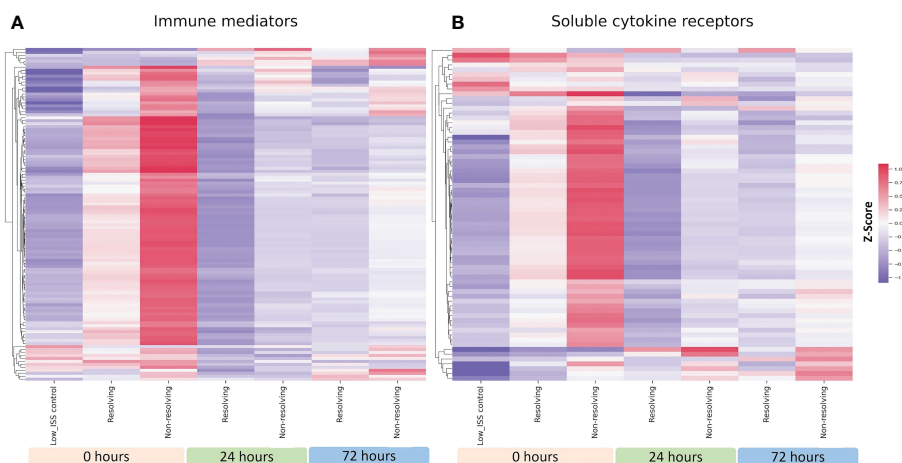 A
Immune mediators
Low_ISS control
Resolving
Non-resolving
Resolving
Non-resolving
Resolving
Non-resolving
0 hours
24 hours
72 hours
B
Soluble cytokine receptors
Low_ISS control
Resolving
Non-resolving
Resolving
Non-resolving
Resolving
Non-resolving
0 hours
24 hours
72 hours
Z-Score
1.0